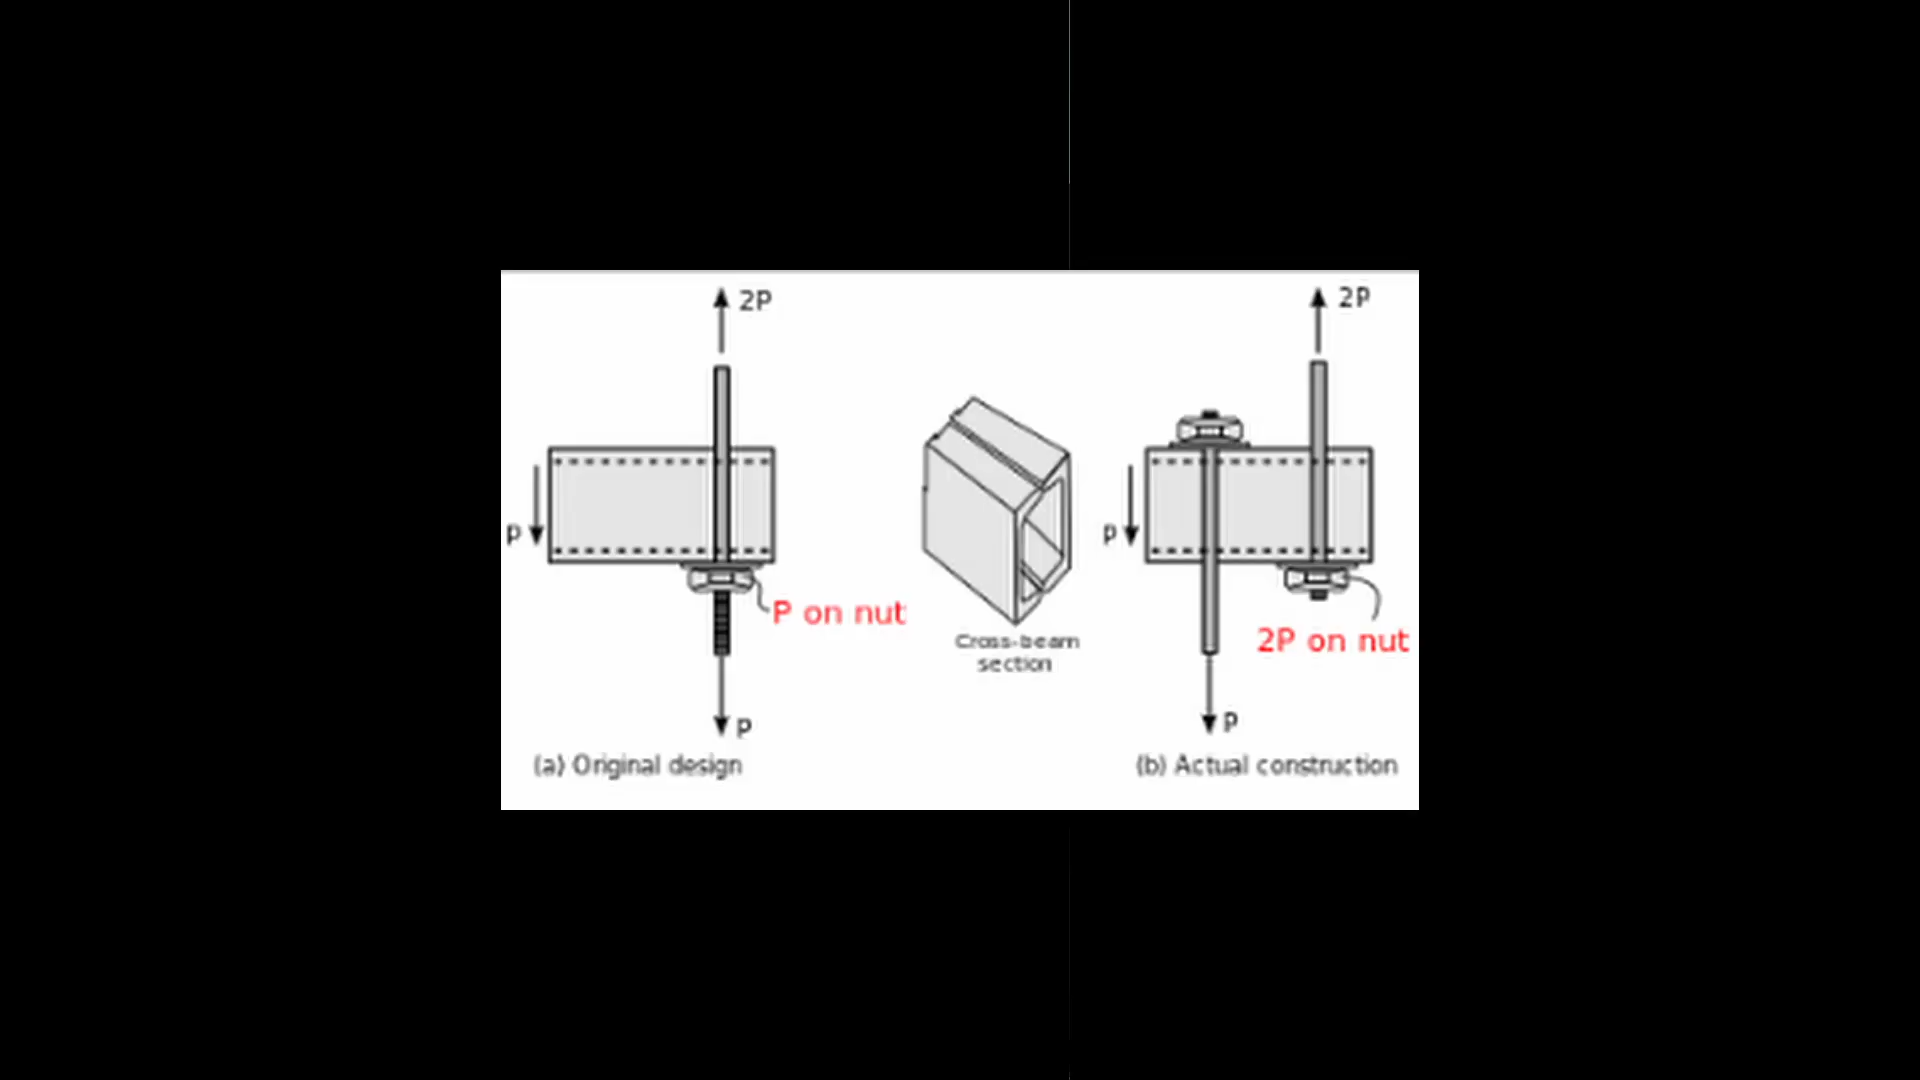 2P
P
P on nut
P
(a) Original design
Cross-beam
section
2P
P
2P on nut
P
(b) Actual construction